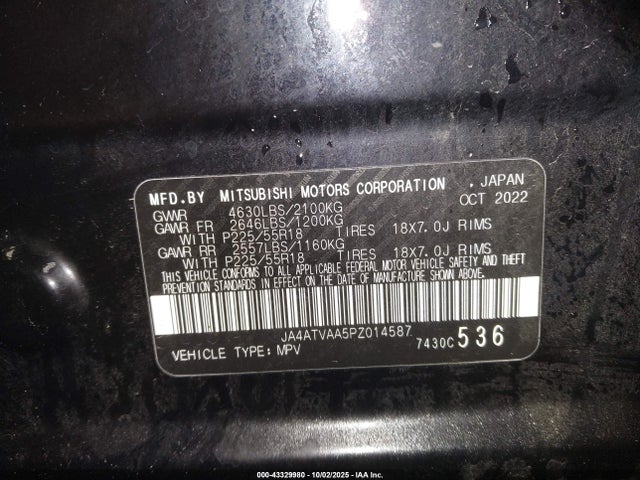 MFD.BY MITSUBISHI MOTORS CORPORATION , JAPAN
GVWR 4630LBS/2100KG OCT 2022
GAWR FR 2646LBS/1200KG
WITH P225/55R18 TIRES 18X7.0J RIMS
GAWR RR 2557LBS/1160KG
WITH P225/55R18 TIRES 18X7.0J RIMS
THIS VEHICLE CONFORMS TO ALL APPLICABLE FEDERAL MOTOR VEHICLE SAFETY AND THEFT
PREVENTION STANDARDS IN EFFECT ON THE DATE OF MANUFACTURE SHOWN ABOVE.
JA4ATVAA5PZ014587 7430C 536
VEHICLE TYPE: MPV
000-43329980 10/02/2025 - ©IAA, Inc.